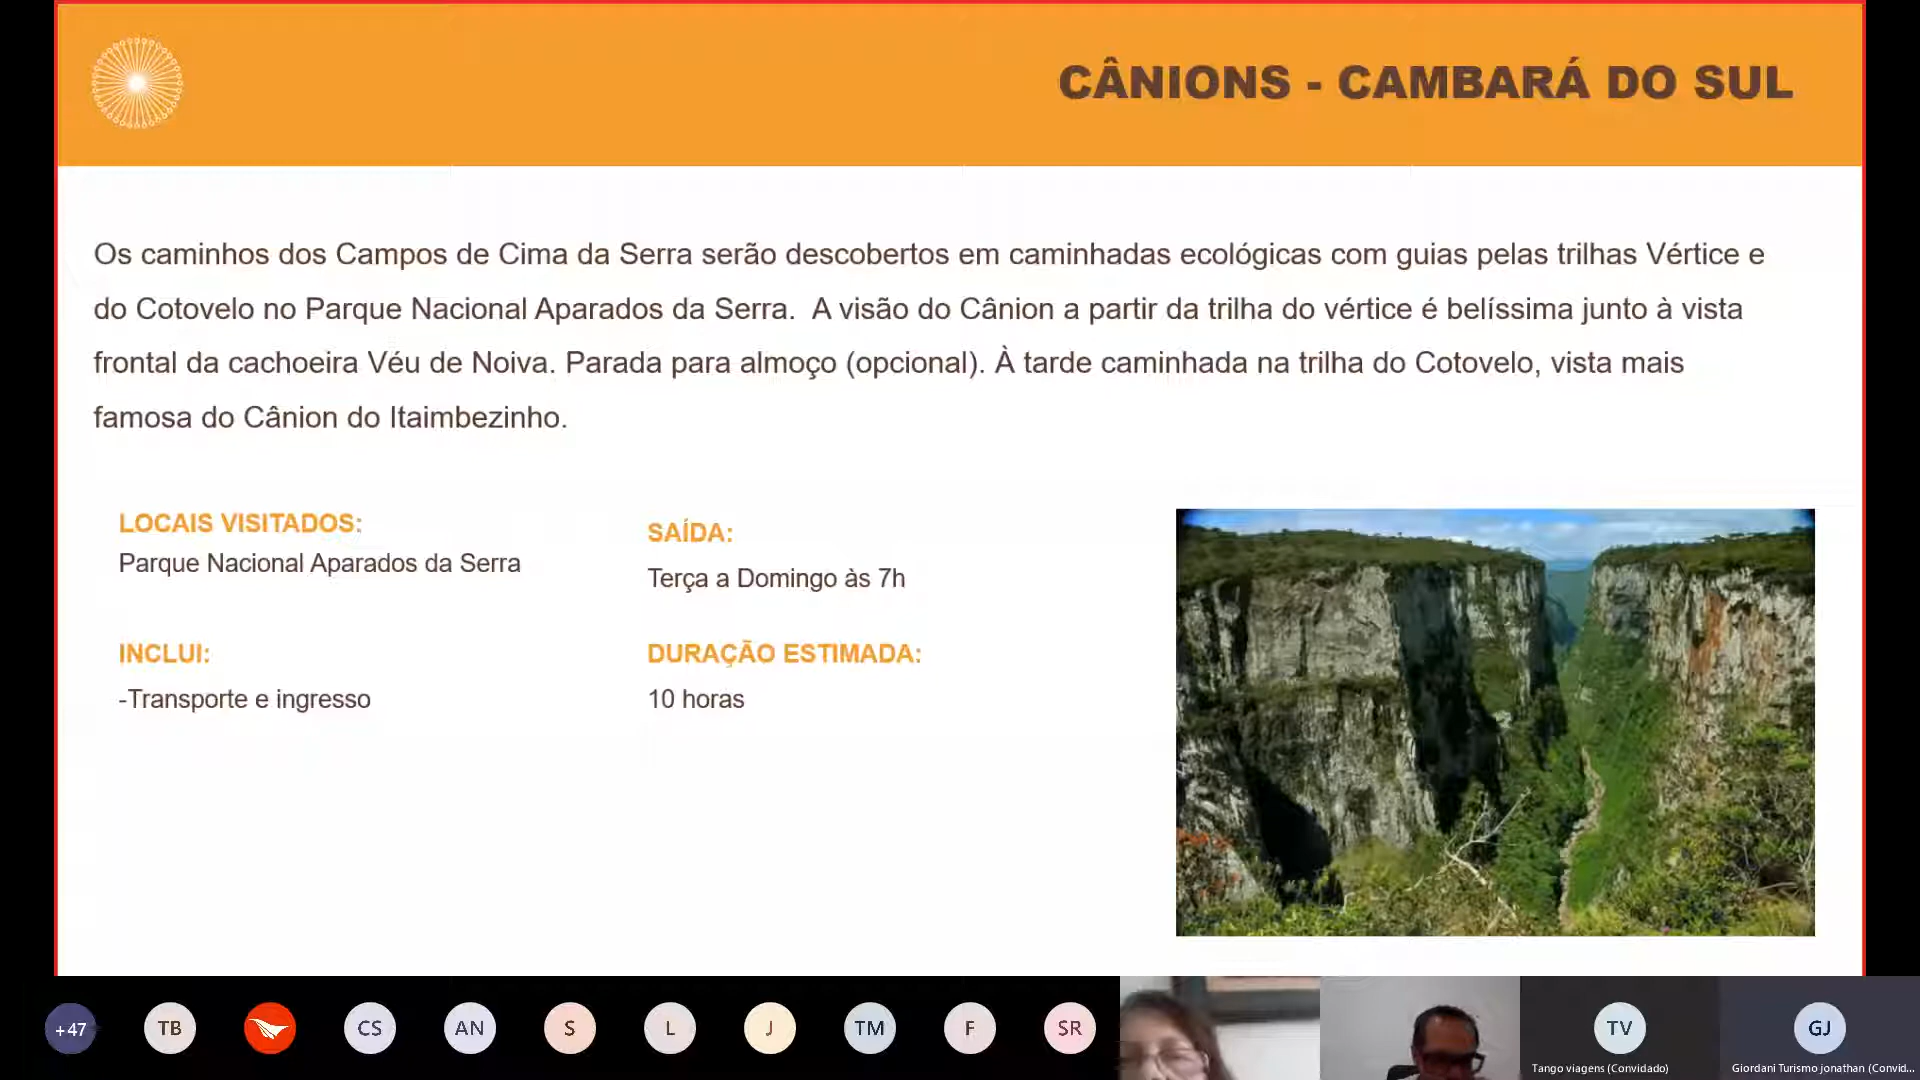 CÂNIONS - CAMBARÁ DO SUL
Os caminhos dos Campos de Cima da Serra serão descobertos em caminhadas ecológicas com guias pelas trilhas Vértice e
do Cotovelo no Parque Nacional Aparados da Serra. A visão do Cânion a partir da trilha do vértice é belíssima junto à vista
frontal da cachoeira Véu de Noiva. Parada para almoço (opcional). À tarde caminhada na trilha do Cotovelo, vista mais
famosa do Cânion do Itaimbezinho.
LOCAIS VISITADOS:
Parque Nacional Aparados da Serra
INCLUI:
-Transporte e ingresso
SAÍDA:
Terça a Domingo às 7h
DURAÇÃO ESTIMADA:
10 horas
+47
TB
CS
AN
S
L
J
TM
F
SR
TV
Tango viagens (Convidado)
GJ
Giordani Turismo jonathan (Convid...